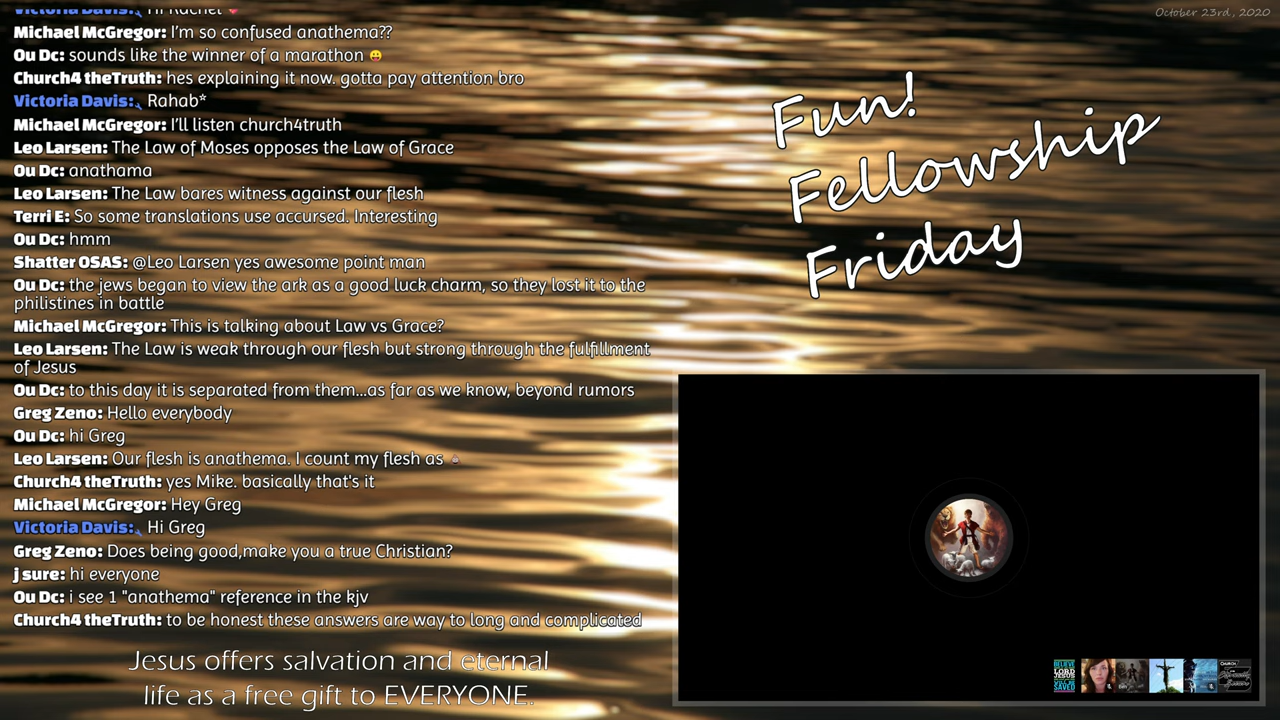 Victoria Davis: Hi Rachel
Michael McGregor: I'm so confused anathema??
Ou Dc: sounds like the winner of a marathon 😛
Church4 theTruth: hes explaining it now. gotta pay attention bro
Victoria Davis: Rahab*
Michael McGregor: I'll listen church4truth
Leo Larsen: The Law of Moses opposes the Law of Grace
Ou Dc: anathama
Leo Larsen: The Law bares witness against our flesh
Terri E: So some translations use accursed. Interesting
Ou Dc: hmm
Shatter OSAS: @Leo Larsen yes awesome point man
Ou Dc: the jews began to view the ark as a good luck charm, so they lost it to the
philistines in battle
Michael McGregor: This is talking about Law vs Grace?
Leo Larsen: The Law is weak through our flesh but strong through the fulfillment
of Jesus
Ou Dc: to this day it is separated from them...as far as we know, beyond rumors
Greg Zeno: Hello everybody
Ou Dc: hi Greg
Leo Larsen: Our flesh is anathema. I count my flesh as
Church4 theTruth: yes Mike. basically that's it
Michael McGregor: Hey Greg
Victoria Davis: Hi Greg
Greg Zeno: Does being good,make you a true Christian?
j sure: hi everyone
Ou Dc: i see 1 "anathema" reference in the kjv
Church4 theTruth: to be honest these answers are way to long and complicated
Jesus offers salvation and eternal
life as a free gift to EVERYONE.
October 23rd, 2020
Fun!
Fellowship
Friday
BELIEVE
LORD
JESUS
SAVED
CHURCH